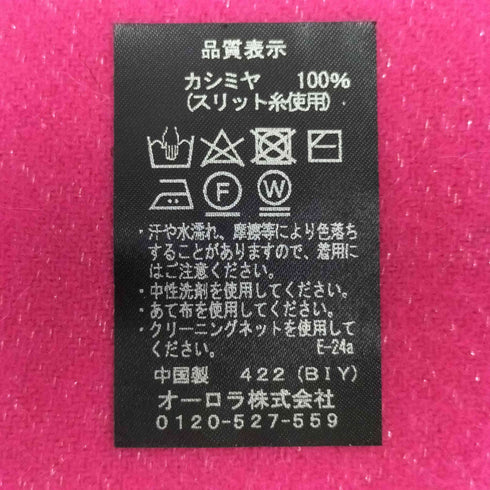 品質表示
カシミヤ 100%
(スリット糸使用)
F W
・汗や水濡れ、摩擦等により色落ち
することがありますので、着用に
はご注意ください。
・中性洗剤を使用してください。
・あて布を使用してください。
・クリーニングネットを使用して
ください。 E-24a
中国製 422(BIY)
オーロラ株式会社
0120-527-559